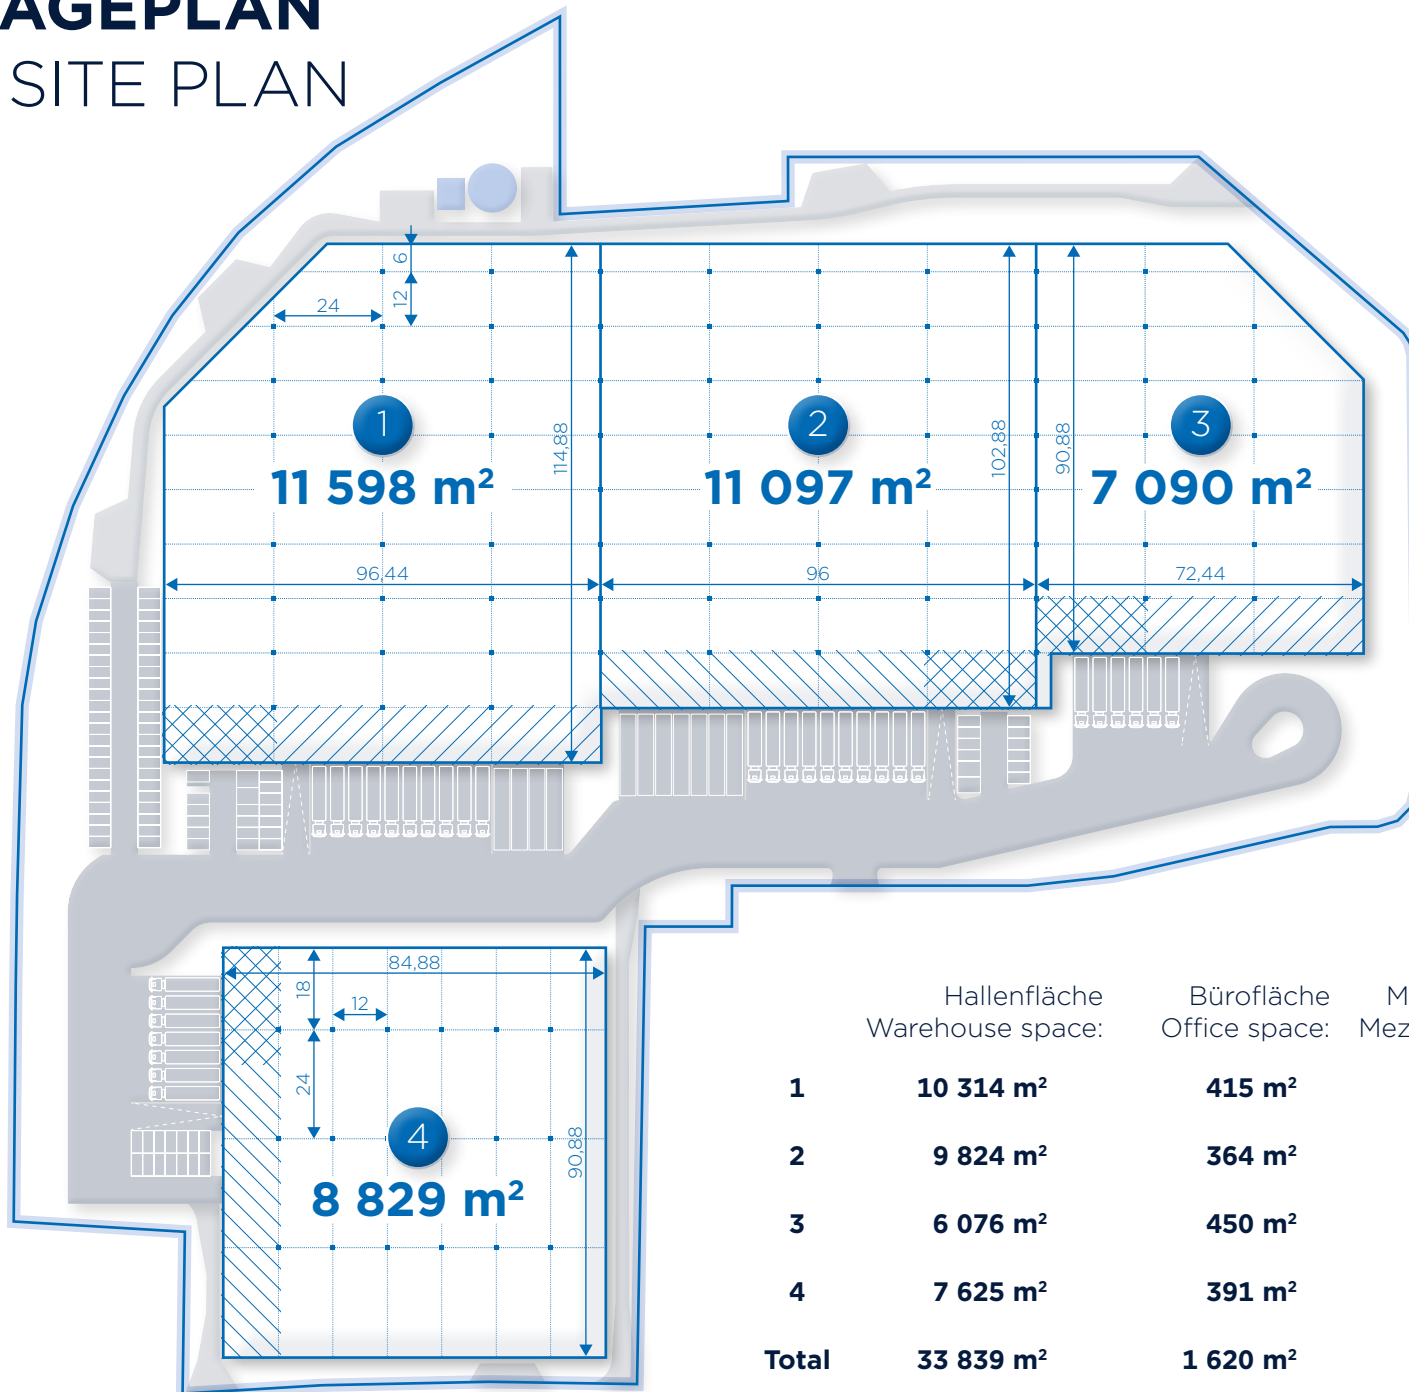 AGEPLAN
SITE PLAN
6
12
24
1
11 598 m²
114,88
96,44
2
11 097 m²
102,88
96
3
7 090 m²
90,88
72,44
84,88
18
12
24
4
8 829 m²
90,88
Hallenfläche Bürofläche M
Warehouse space: Office space: Mez
1 10 314 m² 415 m²
2 9 824 m² 364 m²
3 6 076 m² 450 m²
4 7 625 m² 391 m²
Total 33 839 m² 1 620 m²